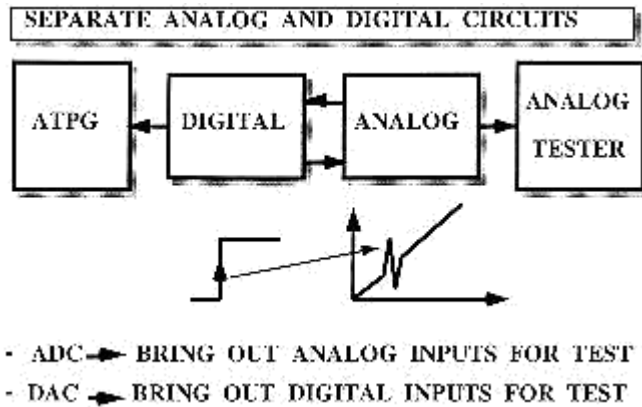 SEPARATE ANALOG AND DIGITAL CIRCUITS
ATPG
DIGITAL
ANALOG
ANALOG
TESTER
- ADC → BRING OUT ANALOG INPUTS FOR TEST
- DAC → BRING OUT DIGITAL INPUTS FOR TEST